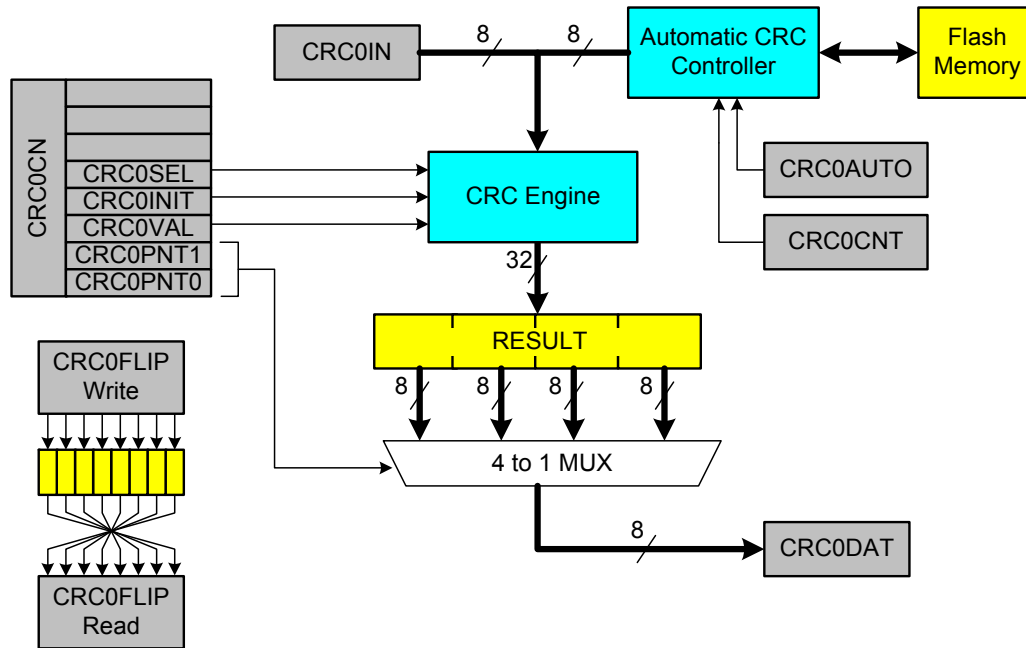 CRC0IN
8
8
Automatic CRC
Controller
Flash
Memory
CRC0CN
CRC0SEL
CRC0INIT
CRC0VAL
CRC0PNT1
CRC0PNT0
CRC Engine
CRC0AUTO
CRC0CNT
32
RESULT
8
8
8
8
4 to 1 MUX
8
CRC0DAT
CRC0FLIP
Write
CRC0FLIP
Read